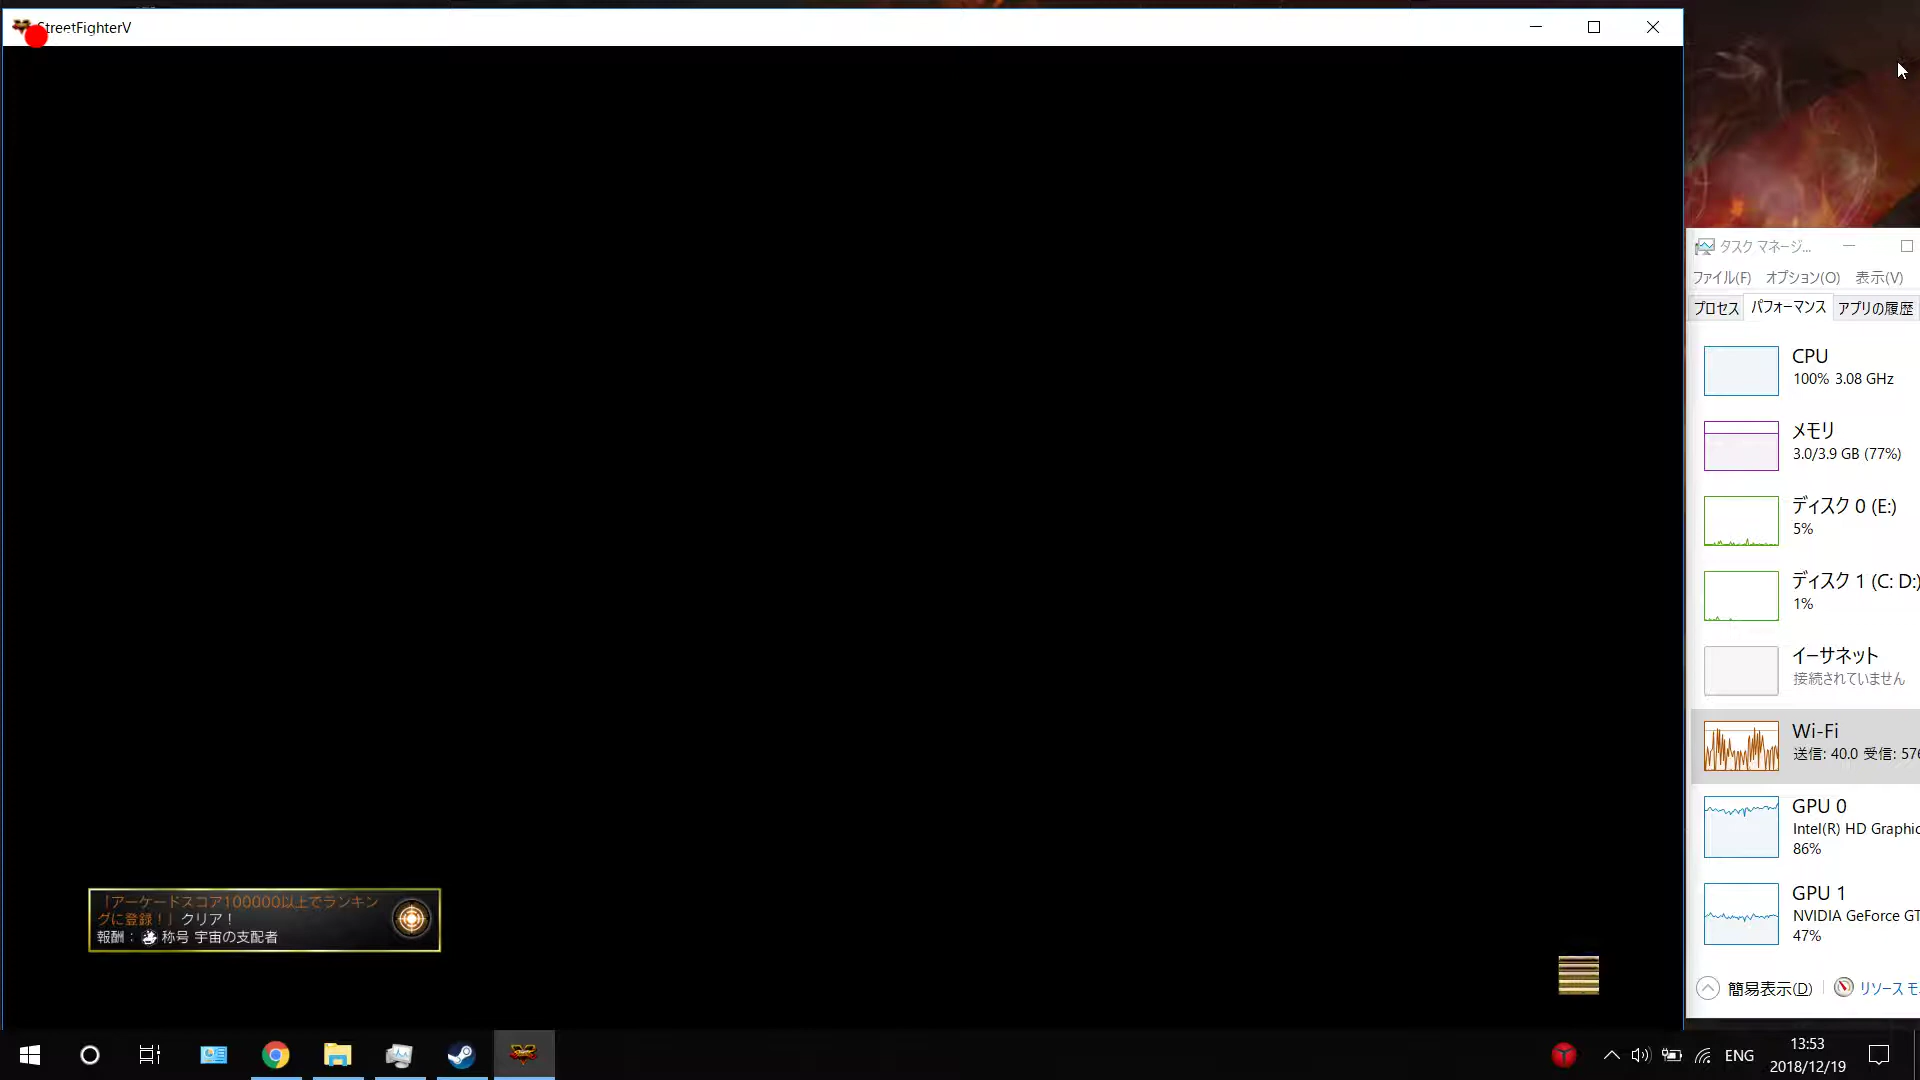 StreetFighterV
タスク マネージ...
ファイル(F) オプション(O) 表示(V)
プロセス パフォーマンス アプリの履歴
CPU
100% 3.08 GHz
メモリ
3.0/3.9 GB (77%)
ディスク 0 (E:)
5%
ディスク 1 (C: D:)
1%
イーサネット
接続されていません
Wi-Fi
送信: 40.0 受信: 576
GPU 0
Intel(R) HD Graphic
86%
GPU 1
NVIDIA GeForce GT
47%
簡易表示(D) リソース モ
「アーケードスコア100000以上でランキン
グに登録！」クリア！
報酬： 称号 宇宙の支配者
ENG
13:53
2018/12/19